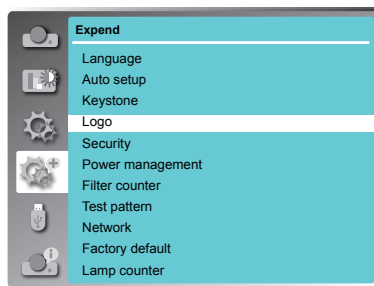 Expend
Language
Auto setup
Keystone
Logo
Security
Power management
Filter counter
Test pattern
Network
Factory default
Lamp counter